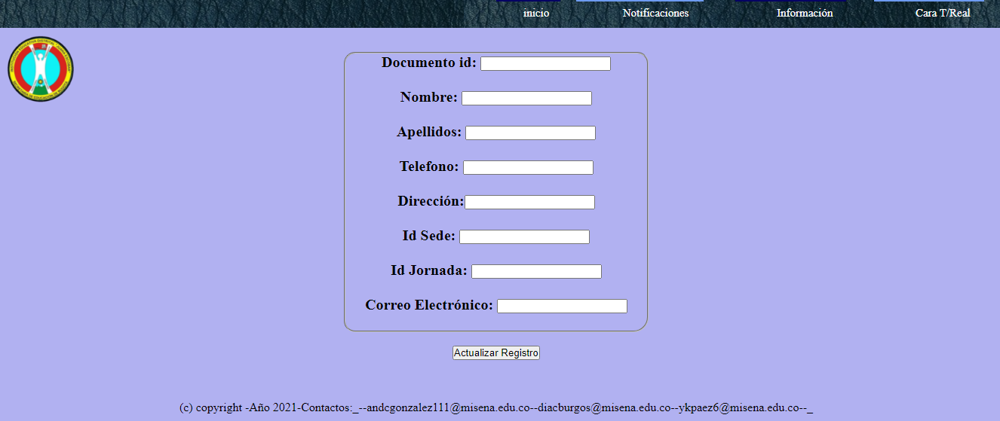 inicio Notificaciones Información Cara T/Real
Documento id:
Nombre:
Apellidos:
Telefono:
Dirección:
Id Sede:
Id Jornada:
Correo Electrónico:
Actualizar Registro
(c) copyright -Año 2021-Contactos:_--andcgonzalez111@misena.edu.co--diacburgos@misena.edu.co--ykpaez6@misena.edu.co--_